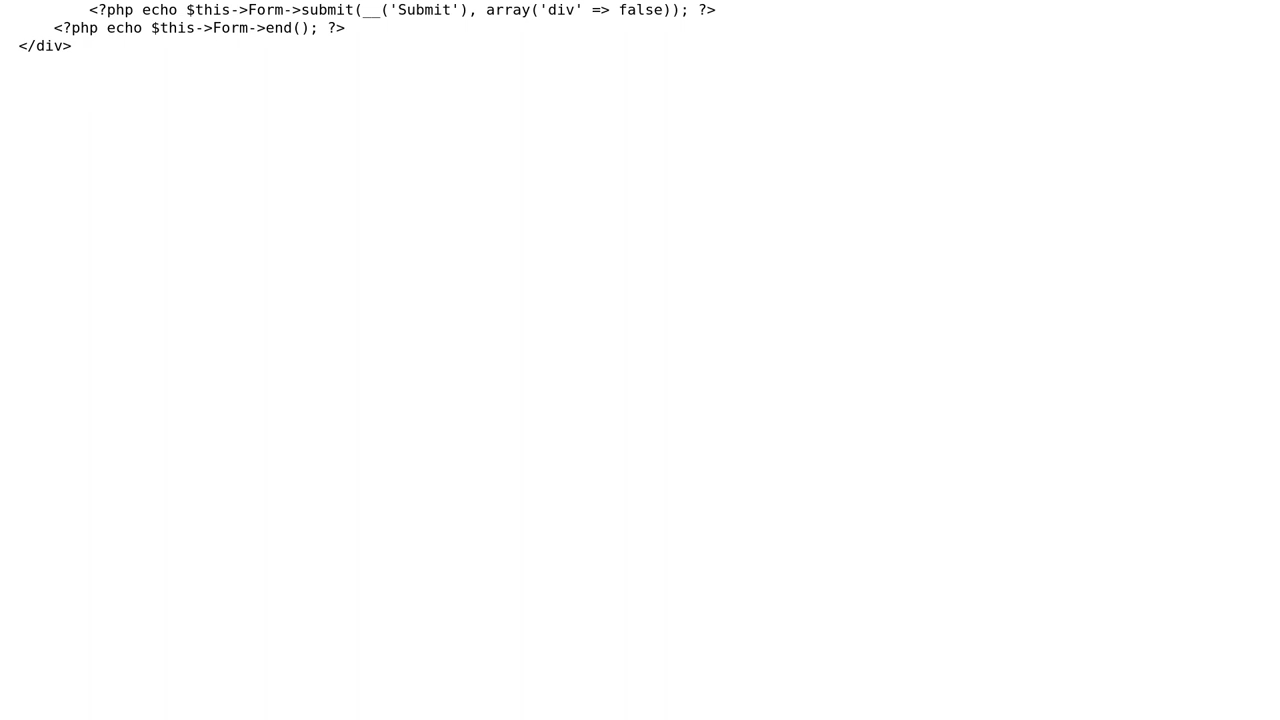 <?php echo $this->Form->submit(__('Submit'), array('div' => false)); ?>
<?php echo $this->Form->end(); ?>
</div>